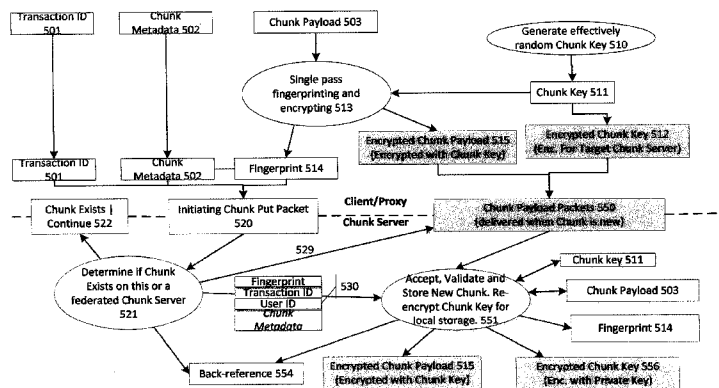 Transaction ID
501
Chunk
Metadata 502
Chunk Payload 503
Generate effectively
random Chunk Key 510
Single pass
fingerprinting and
encrypting 513
Chunk Key 511
Encrypted Chunk Payload 515
(Encrypted with Chunk Key)
Encrypted Chunk Key 512
(Enc. For Target Chunk Server)
Transaction ID
501
Chunk
Metadata 502
Fingerprint 514
Chunk Exists |
Continue 522
Initiating Chunk Put Packet
520
Client/Proxy
Chunk Server
Chunk Payload Packets 550
(delivered when Chunk is new)
529
Determine if Chunk
Exists on this or a
federated Chunk Server
521
Fingerprint
Transaction ID
User ID
Chunk
Metadata
530
Accept, Validate and
Store New Chunk. Re-
encrypt Chunk Key for
local storage. 551
Chunk key 511
Chunk Payload 503
Fingerprint 514
Back-reference 554
Encrypted Chunk Payload 515
(Encrypted with Chunk Key)
Encrypted Chunk Key 556
(Enc. with Private Key)